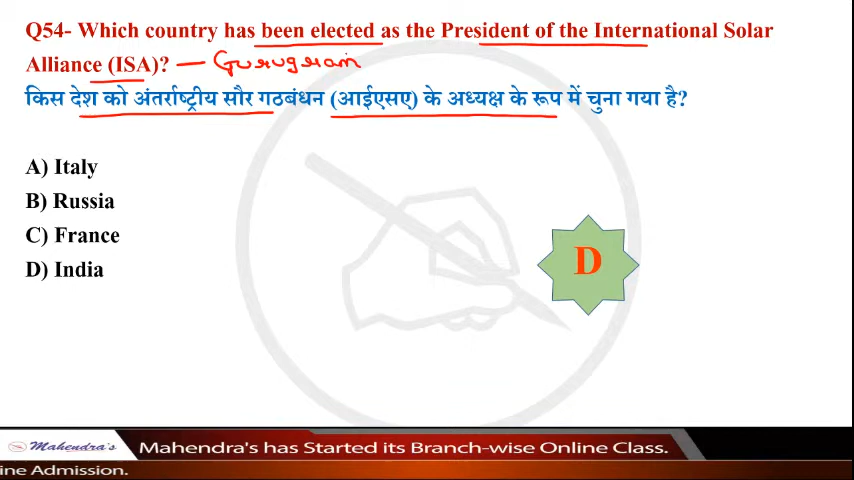 Q54- Which country has been elected as the President of the International Solar
Alliance (ISA)? — Gurugram
किस देश को अंतर्राष्ट्रीय सौर गठबंधन (आईएसए) के अध्यक्ष के रूप में चुना गया है?
A) Italy
B) Russia
C) France
D) India
D
Mahendra's
Mahendra's has Started its Branch-wise Online Class.
ine Admission.